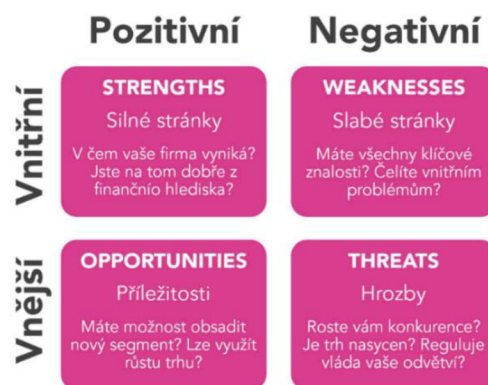 Pozitivní
Negativní
Vnitřní
STRENGTHS
Silné stránky
V čem vaše firma vyniká?
Jste na tom dobře z
finančnío hlediska?
WEAKNESSES
Slabé stránky
Máte všechny klíčové
znalosti? Čelíte vnitřním
problémům?
Vnější
OPPORTUNITIES
Příležitosti
Máte možnost obsadit
nový segment? Lze využít
růstu trhu?
THREATS
Hrozby
Roste vám konkurence?
Je trh nasycen? Reguluje
vláda vaše odvětví?